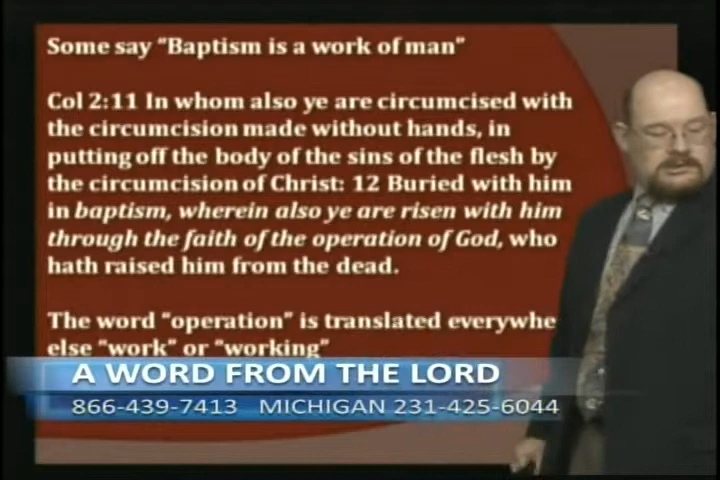 Some say "Baptism is a work of man"
Col 2:11 In whom also ye are circumcised with
the circumcision made without hands, in
putting off the body of the sins of the flesh by
the circumcision of Christ: 12 Buried with him
in baptism, wherein also ye are risen with him
through the faith of the operation of God, who
hath raised him from the dead.
The word "operation" is translated everywhe
else "work" or "working"
A WORD FROM THE LORD
866-439-7413 MICHIGAN 231-425-6044